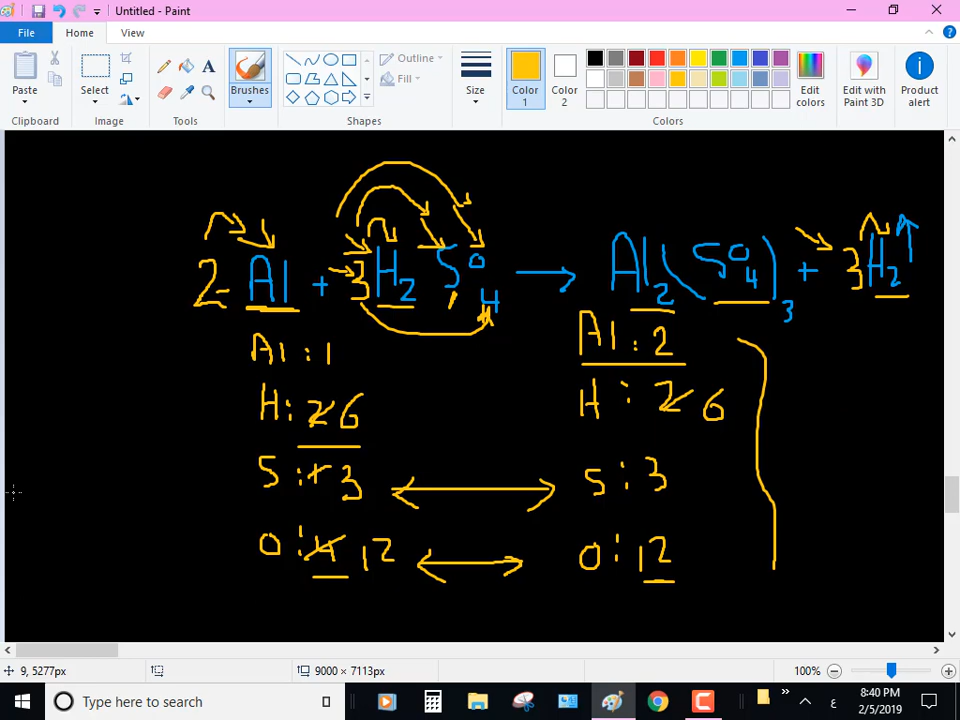 Untitled - Paint
File Home View
Paste Select Brushes Outline Fill Size Color 1 Color 2 Edit colors Edit with Paint 3D Product alert
Clipboard Image Tools Shapes Colors
2 Al + 3 H2 SO4 → Al2(SO4)3 + 3 H2 ↑
Al : 1 Al : 2
H : 2 6 H : 2 6
S : 1 3 S : 3
O : 4 12 O : 12
9, 5277px 9000 × 7113px 100%
Type here to search
ع
8:40 PM
2/5/2019